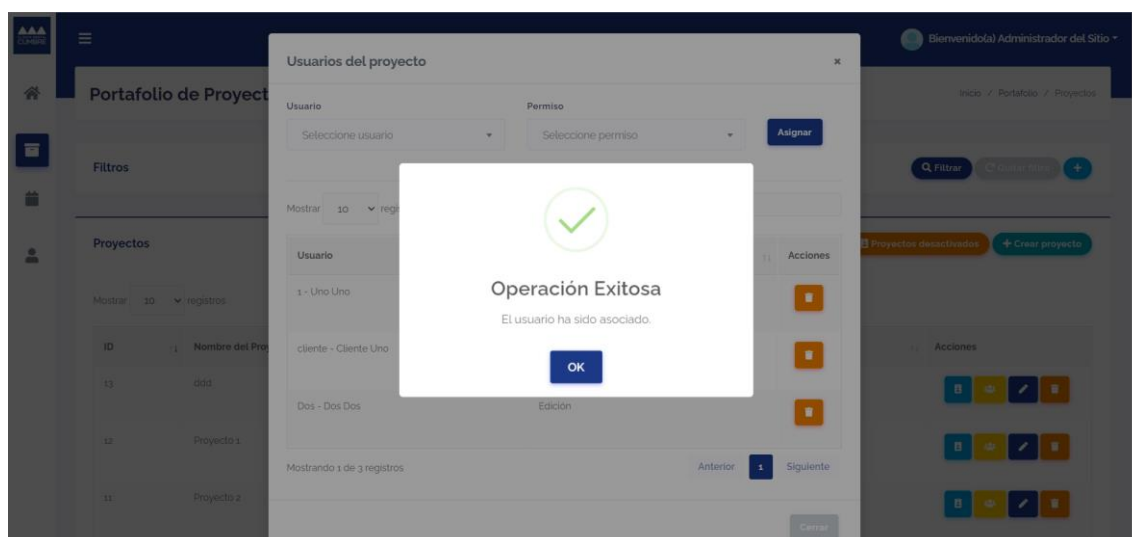 CUMBRE
Bienvenido(a) Administrador del Sitio
Usuarios del proyecto
×
Portafolio de Proyect
Inicio / Portafolio / Proyectos
Usuario
Permiso
Seleccione usuario
Seleccione permiso
Asignar
Filtros
Filtrar
+
Mostrar 10 regi
Proyectos
Proyectos desactivados
+ Crear proyecto
Usuario
Acciones
1 - Uno Uno
Operación Exitosa
El usuario ha sido asociado.
OK
Mostrar 10 registros
ID
Nombre del Proy
Acciones
cliente - Cliente Uno
13
ddd
Dos - Dos Dos
Edición
12
Proyecto 1
Mostrando 1 de 3 registros
Anterior 1 Siguiente
11
Proyecto 2
Cerrar